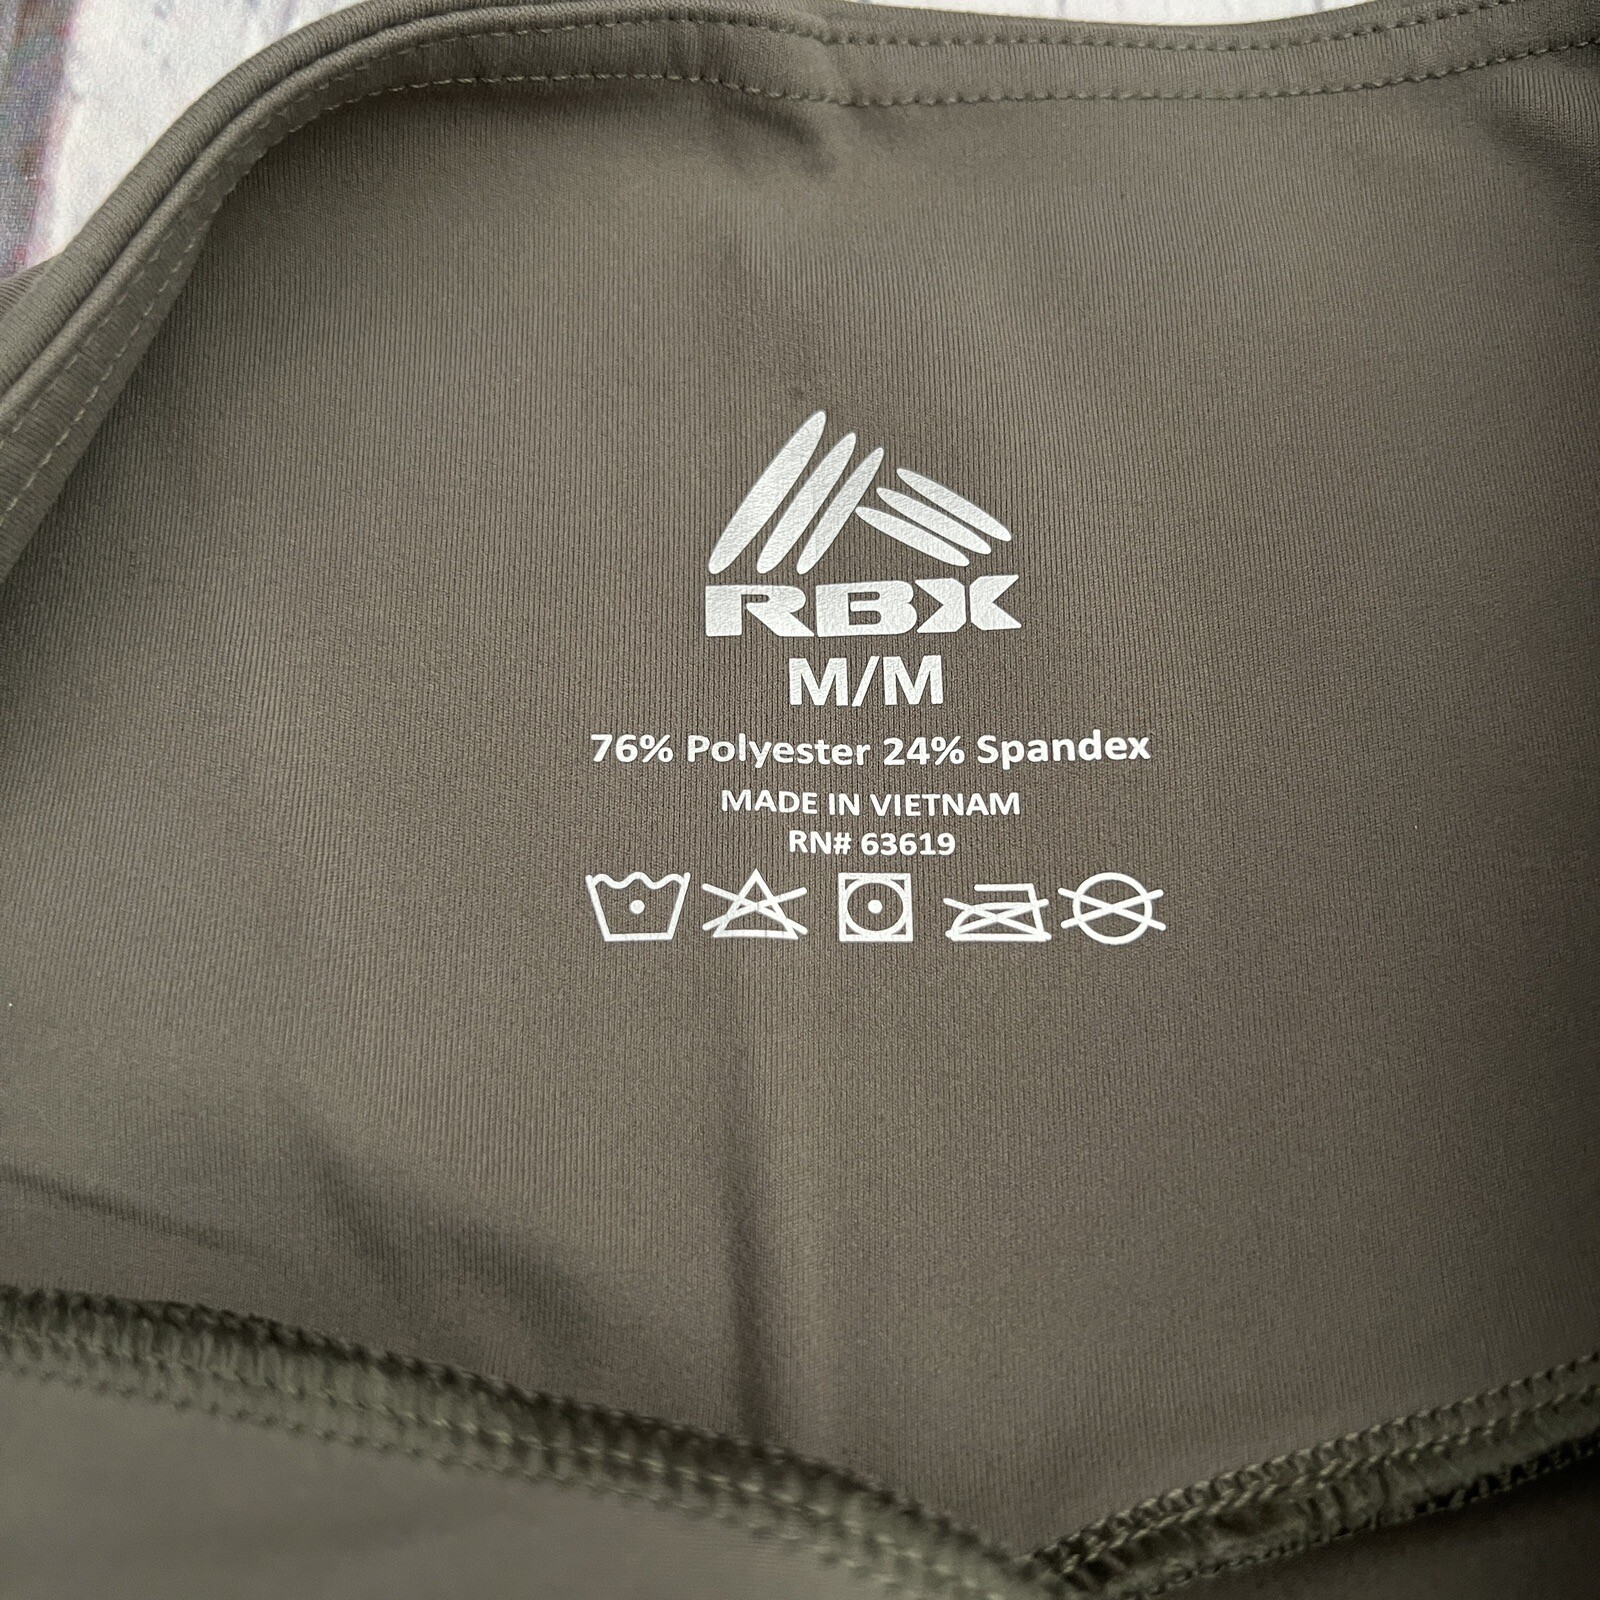 RBX
M/M
76% Polyester 24% Spandex
MADE IN VIETNAM
RN# 63619